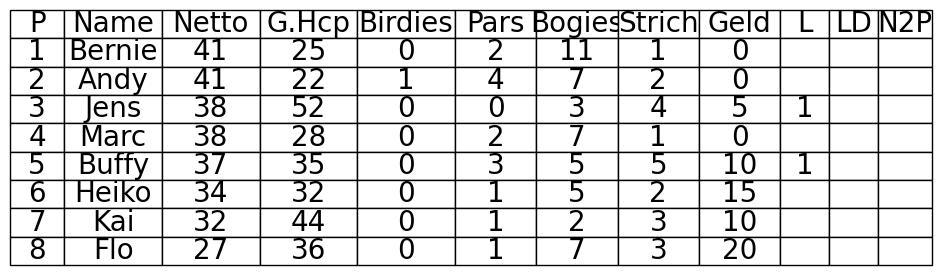 P Name Netto G.Hcp Birdies Pars Bogies Strich Geld L LD N2P
1 Bernie 41 25 0 2 11 1 0
2 Andy 41 22 1 4 7 2 0
3 Jens 38 52 0 0 3 4 5 1
4 Marc 38 28 0 2 7 1 0
5 Buffy 37 35 0 3 5 5 10 1
6 Heiko 34 32 0 1 5 2 15
7 Kai 32 44 0 1 2 3 10
8 Flo 27 36 0 1 7 3 20